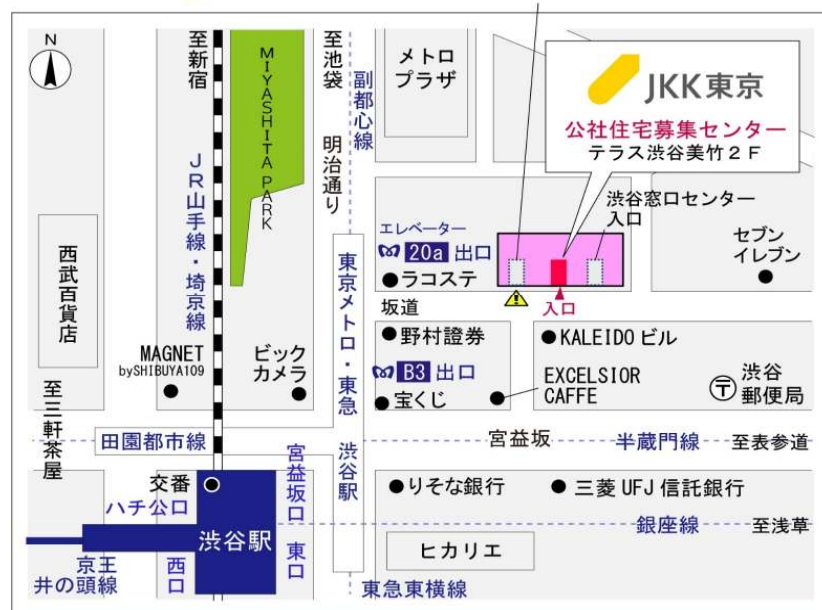 N
至新宿
MIYASHITA PARK
至池袋
副都心線
明治通り
メトロ
プラザ
JKK東京
公社住宅募集センター
テラス渋谷美竹２F
JR山手線・埼京線
西武百貨店
エレベーター
20a 出口
ラコステ
渋谷窓口センター
入口
セブン
イレブン
入口
坂道
東京メトロ・東急 渋谷駅
MAGNET
bySHIBUYA109
ビック
カメラ
野村證券
B3 出口
宝くじ
KALEIDO ビル
EXCELSIOR
CAFFE
渋谷
郵便局
至三軒茶屋
田園都市線
宮益坂
半蔵門線
至表参道
交番
ハチ公口
宮益坂口
りそな銀行
三菱 UFJ 信託銀行
銀座線
至浅草
渋谷駅
京王
井の頭線
西口
東口
ヒカリエ
東急東横線